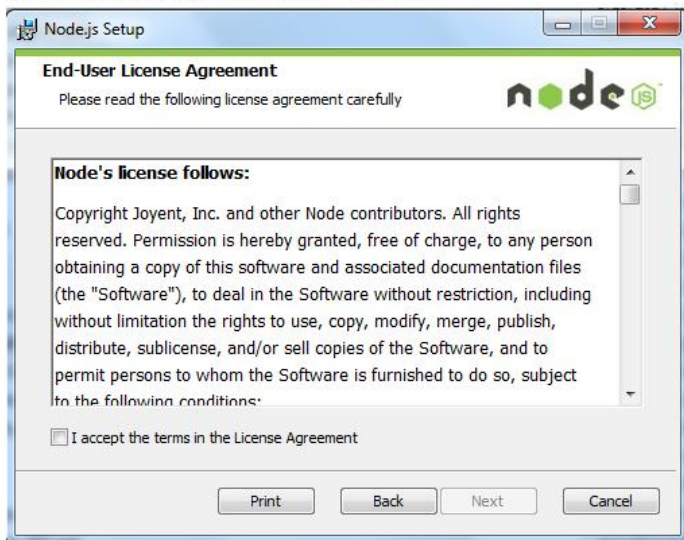 Node.js Setup
End-User License Agreement
Please read the following license agreement carefully
node JS
Node's license follows:
Copyright Joyent, Inc. and other Node contributors. All rights
reserved. Permission is hereby granted, free of charge, to any person
obtaining a copy of this software and associated documentation files
(the "Software"), to deal in the Software without restriction, including
without limitation the rights to use, copy, modify, merge, publish,
distribute, sublicense, and/or sell copies of the Software, and to
permit persons to whom the Software is furnished to do so, subject
to the following conditions:
I accept the terms in the License Agreement
Print Back Next Cancel